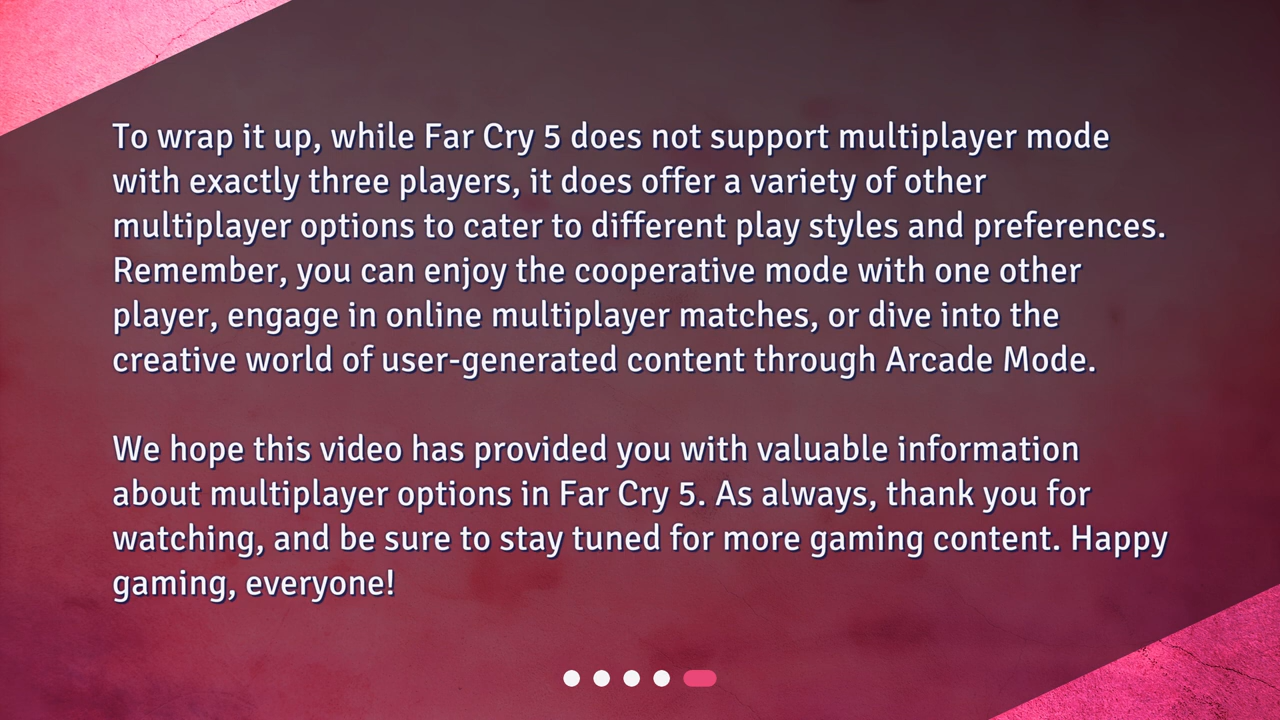 To wrap it up, while Far Cry 5 does not support multiplayer mode
with exactly three players, it does offer a variety of other
multiplayer options to cater to different play styles and preferences.
Remember, you can enjoy the cooperative mode with one other
player, engage in online multiplayer matches, or dive into the
creative world of user-generated content through Arcade Mode.
We hope this video has provided you with valuable information
about multiplayer options in Far Cry 5. As always, thank you for
watching, and be sure to stay tuned for more gaming content. Happy
gaming, everyone!